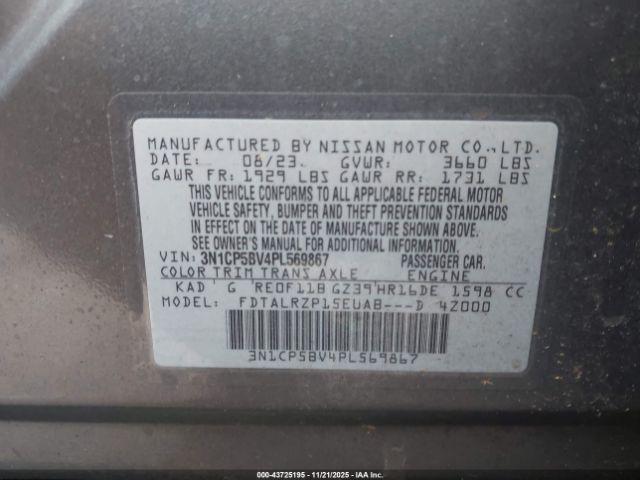 MANUFACTURED BY NISSAN MOTOR CO.,LTD.
DATE: 08/23 GVWR: 3660 LBS
GAWR FR: 1929 LBS GAWR RR: 1731 LBS
THIS VEHICLE CONFORMS TO ALL APPLICABLE FEDERAL MOTOR
VEHICLE SAFETY, BUMPER AND THEFT PREVENTION STANDARDS
IN EFFECT ON THE DATE OF MANUFACTURE SHOWN ABOVE.
SEE OWNER'S MANUAL FOR ADDITIONAL INFORMATION.
VIN: 3N1CP5BV4PL569867 PASSENGER CAR.
COLOR TRIM TRANS AXLE ENGINE
KAD G RE0F11B GZ39 HR16DE 1598 CC
MODEL: FDTALRZP15EUAB---D 4Z000
3N1CP5BV4PL569867
© 43725195 - 11/21/2025 - IAAI, Inc.